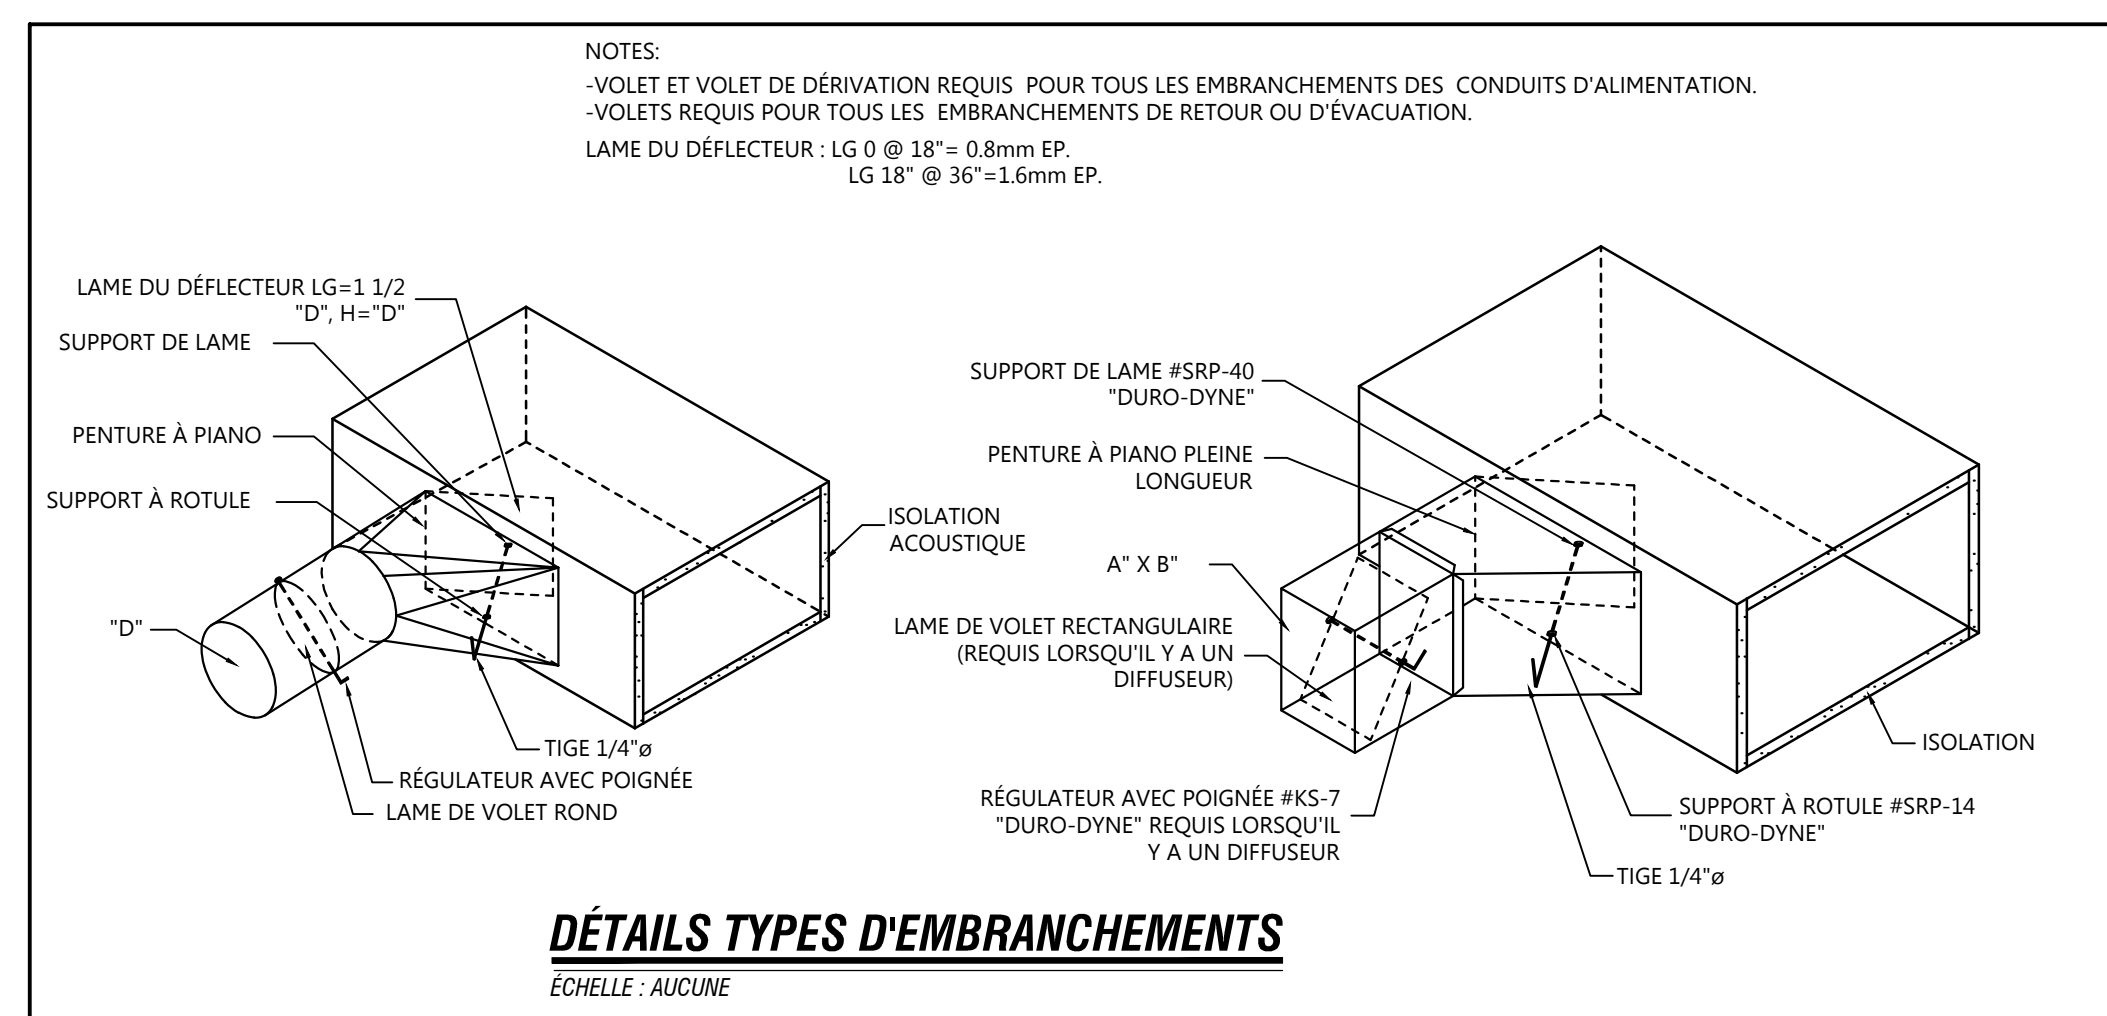 NOTES:
-VOLET ET VOLET DE DÉRIVATION REQUIS POUR TOUS LES EMBRANCHEMENTS DES CONDUITS D'ALIMENTATION.
-VOLETS REQUIS POUR TOUS LES EMBRANCHEMENTS DE RETOUR OU D'ÉVACUATION.
LAME DU DÉFLECTEUR : LG 0 @ 18"= 0.8mm EP.
LG 18" @ 36"=1.6mm EP.
LAME DU DÉFLECTEUR LG=1 1/2
"D", H="D"
SUPPORT DE LAME
PENTURE À PIANO
SUPPORT À ROTULE
"D"
ISOLATION
ACOUSTIQUE
TIGE 1/4"ø
RÉGULATEUR AVEC POIGNÉE
LAME DE VOLET ROND
SUPPORT DE LAME #SRP-40
"DURO-DYNE"
PENTURE À PIANO PLEINE
LONGUEUR
A" X B"
LAME DE VOLET RECTANGULAIRE
(REQUIS LORSQU'IL Y A UN
DIFFUSEUR)
RÉGULATEUR AVEC POIGNÉE #KS-7
"DURO-DYNE" REQUIS LORSQU'IL
Y A UN DIFFUSEUR
ISOLATION
SUPPORT À ROTULE #SRP-14
"DURO-DYNE"
TIGE 1/4"ø
DÉTAILS TYPES D'EMBRANCHEMENTS
ÉCHELLE : AUCUNE